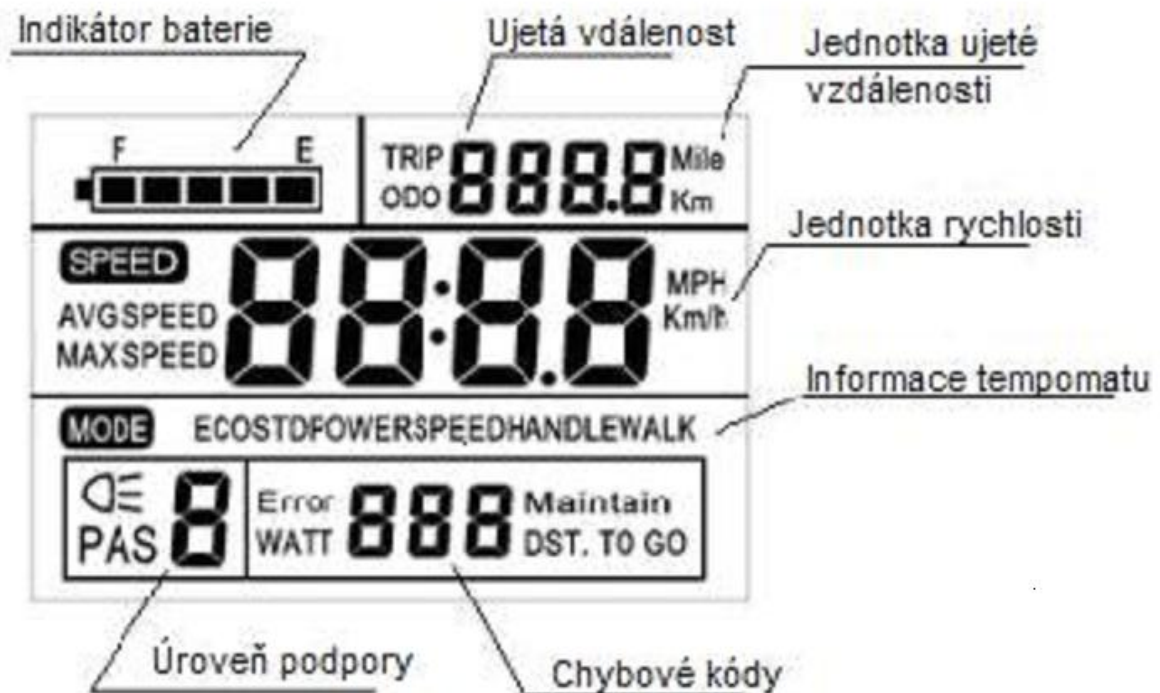 Indikátor baterie
Ujetá vdálenost
Jednotka ujeté
vzdálenosti
F E
TRIP 888.8 Mile
ODO Km
Jednotka rychlosti
SPEED 88:8.8 MPH
AVGSPEED Km/h
MAXSPEED
Informace tempomatu
MODE ECOSTDPOWERSPEEDHANDLEWALK
PAS 8
Error 888 Maintain
WATT DST. TO GO
Úroveň podpory
Chybové kódy